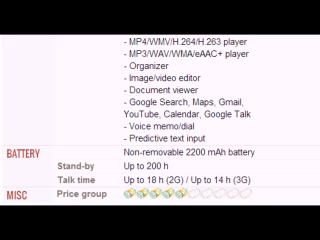 - MP4/WMV/H.264/H.263 player
- MP3/WAV/WMA/eAAC+ player
- Organizer
- Image/video editor
- Document viewer
- Google Search, Maps, Gmail,
YouTube, Calendar, Google Talk
- Voice memo/dial
- Predictive text input
BATTERY Non-removable 2200 mAh battery
Stand-by Up to 200 h
Talk time Up to 18 h (2G) / Up to 14 h (3G)
MISC Price group